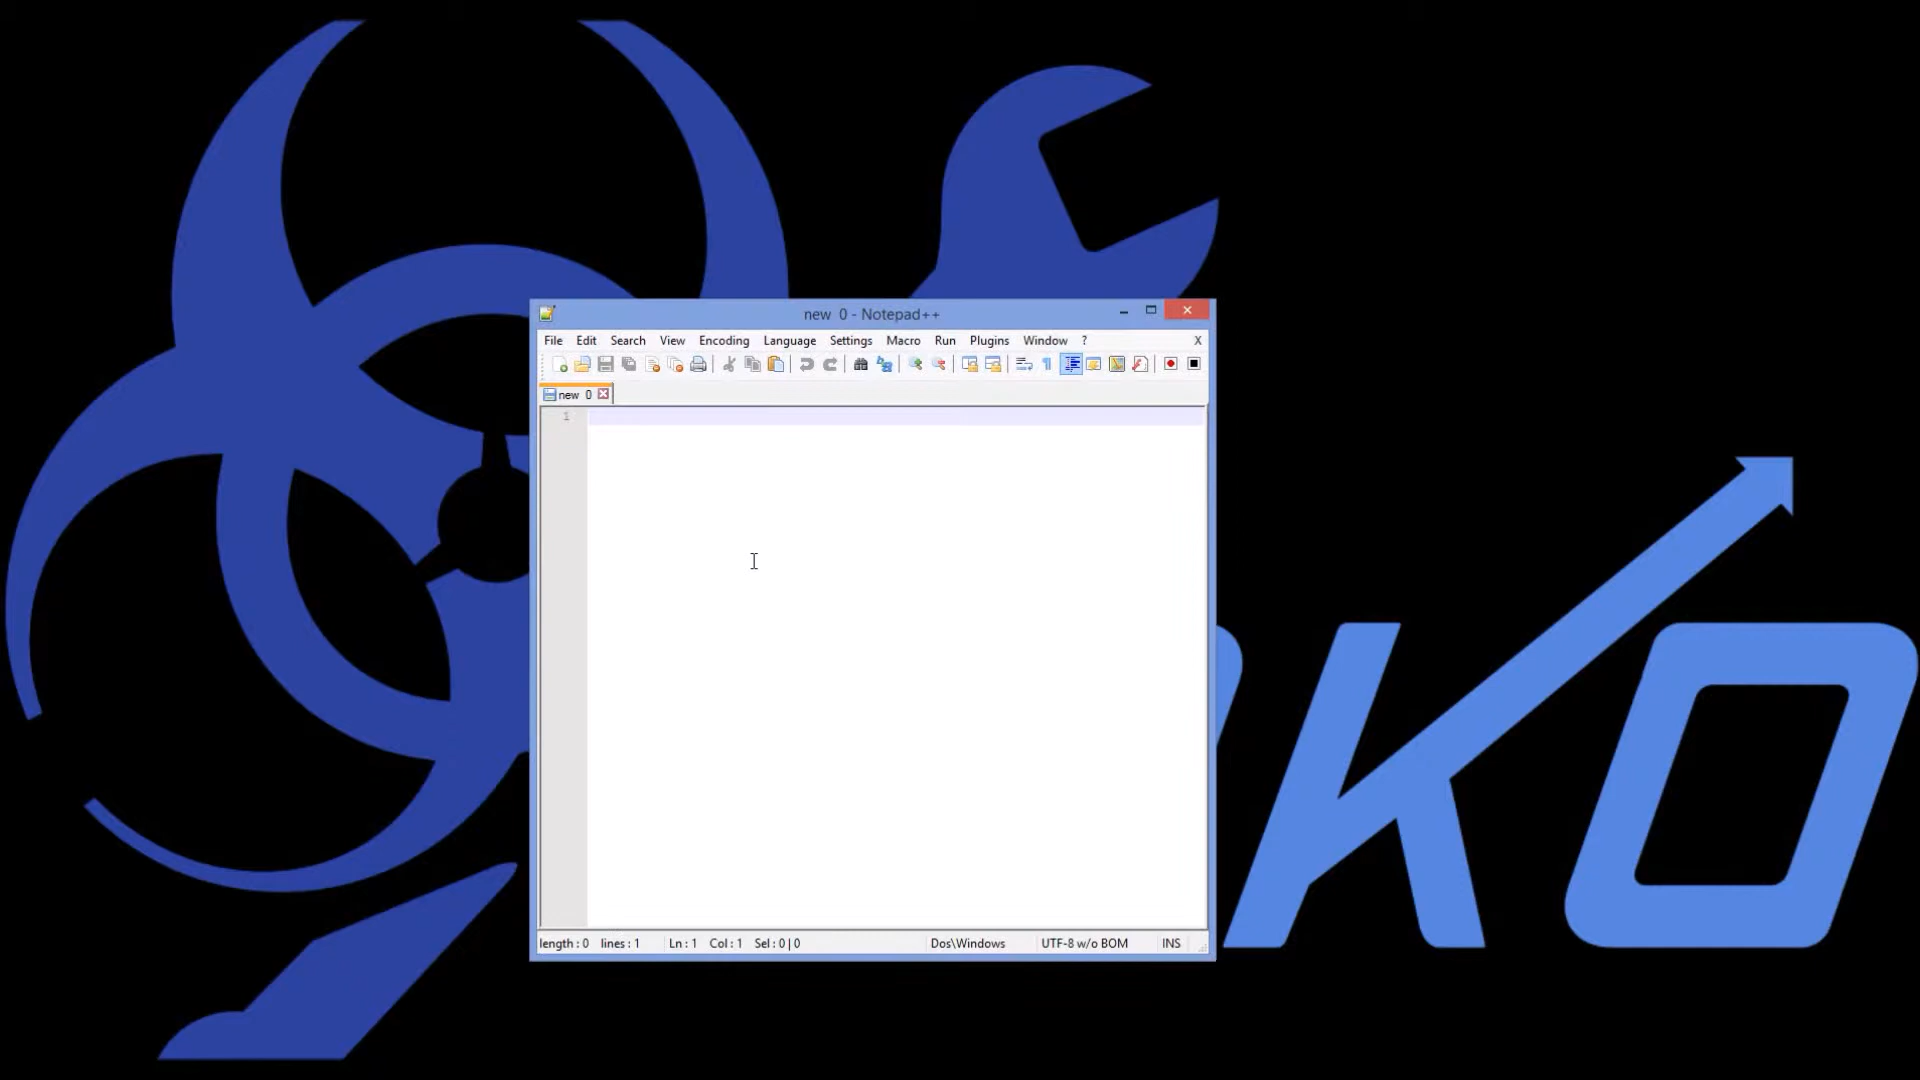 new  0 - Notepad++
File Edit Search View Encoding Language Settings Macro Run Plugins Window ? X
new  0
1
KO
length : 0 lines : 1 Ln : 1 Col : 1 Sel : 0 | 0 Dos\Windows UTF-8 w/o BOM INS